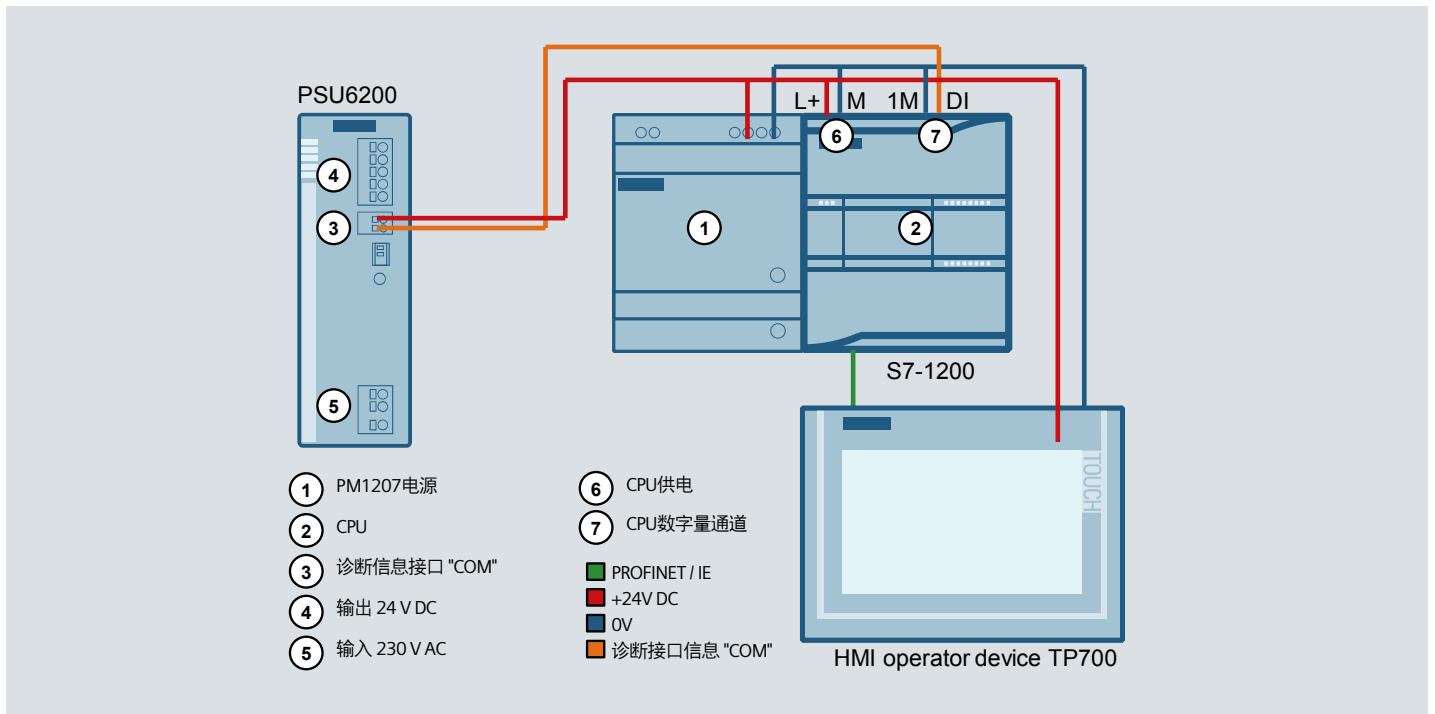 PSU6200
L+ M 1M DI
6
7
4
3
1
2
5
S7-1200
TOUCH
HMI operator device TP700
1 PM1207电源
2 CPU
3 诊断信息接口 "COM"
4 输出 24 V DC
5 输入 230 V AC
6 CPU供电
7 CPU数字量通道
PROFINET / IE
+24V DC
0V
诊断接口信息 "COM"